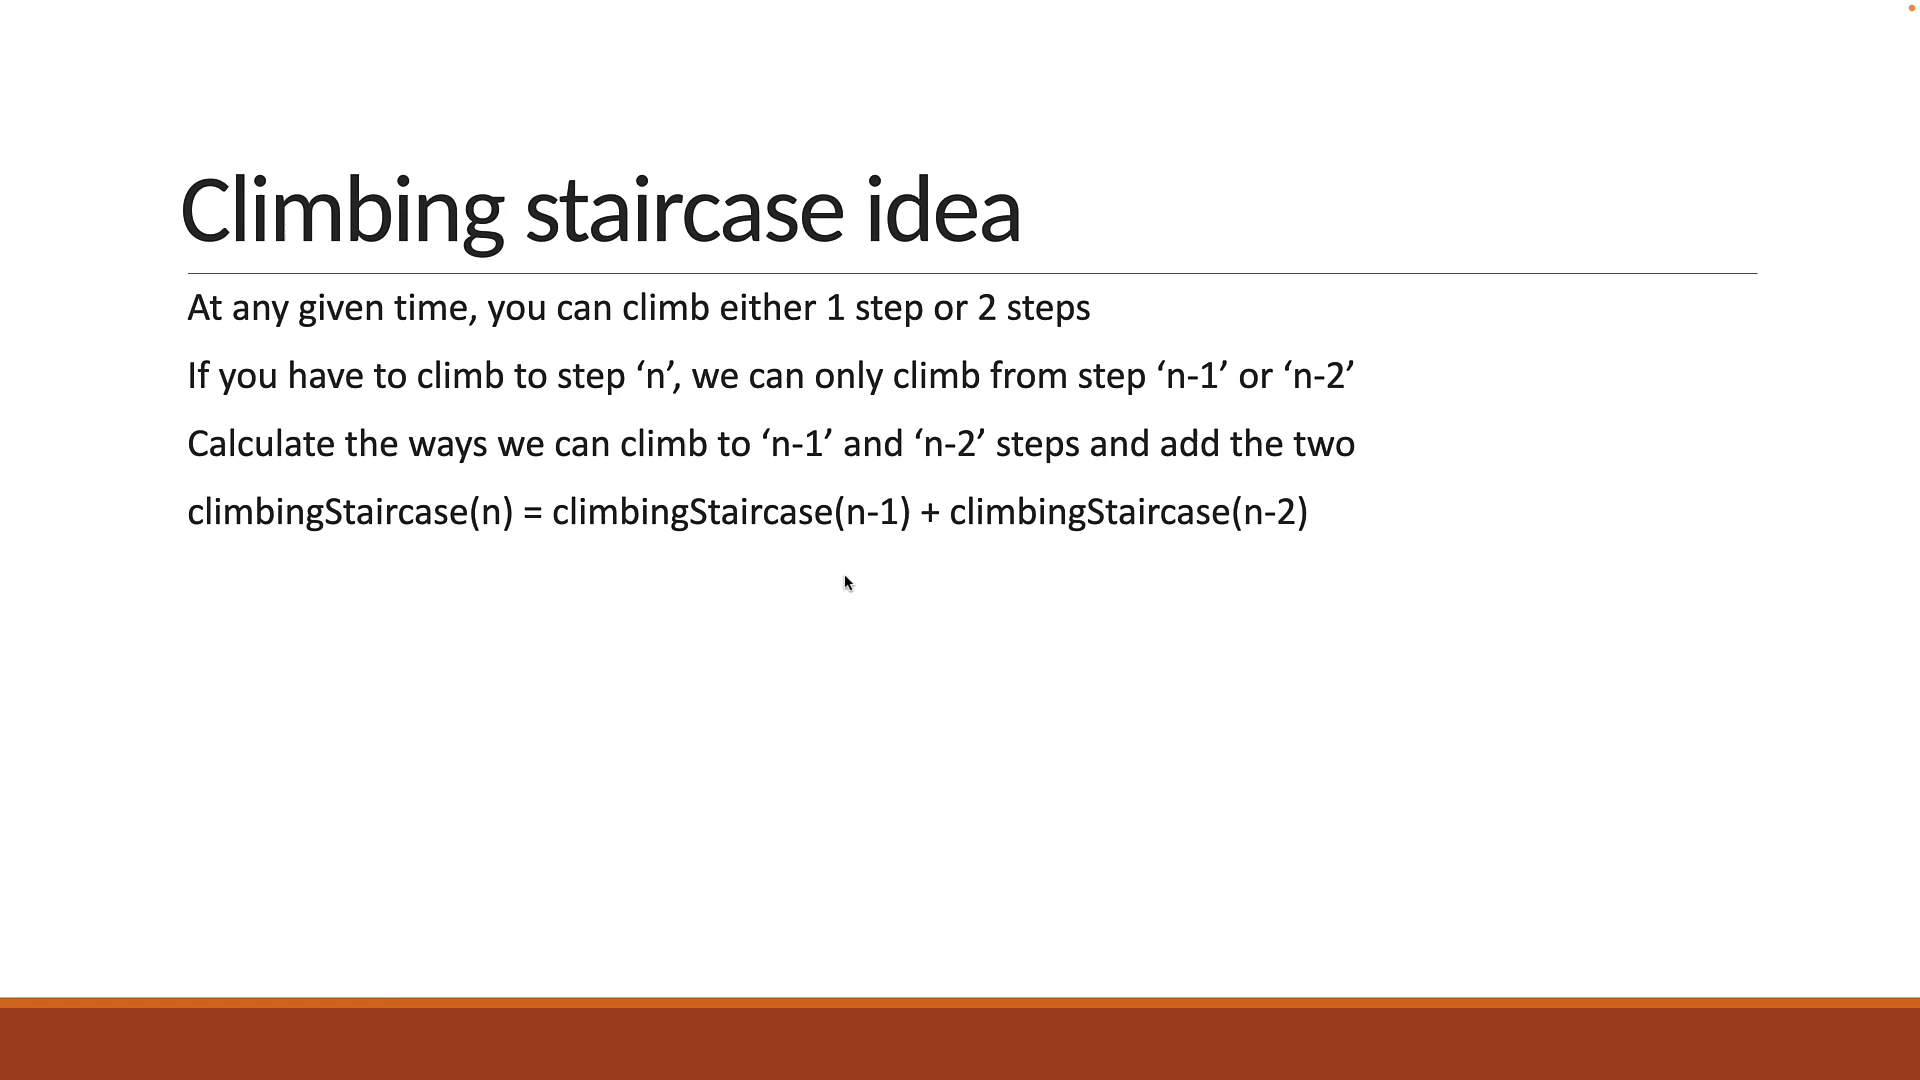 Climbing staircase idea
At any given time, you can climb either 1 step or 2 steps
If you have to climb to step ‘n’, we can only climb from step ‘n-1’ or ‘n-2’
Calculate the ways we can climb to ‘n-1’ and ‘n-2’ steps and add the two
climbingStaircase(n) = climbingStaircase(n-1) + climbingStaircase(n-2)